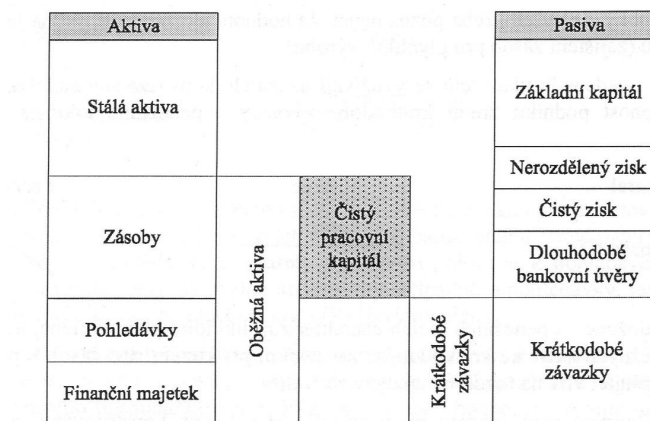 Aktiva
Stálá aktiva
Zásoby
Pohledávky
Finanční majetek
Oběžná aktiva
Čistý
pracovní
kapitál
Krátkodobé
závazky
Pasiva
Základní kapitál
Nerozdělený zisk
Čistý zisk
Dlouhodobé
bankovní úvěry
Krátkodobé
závazky